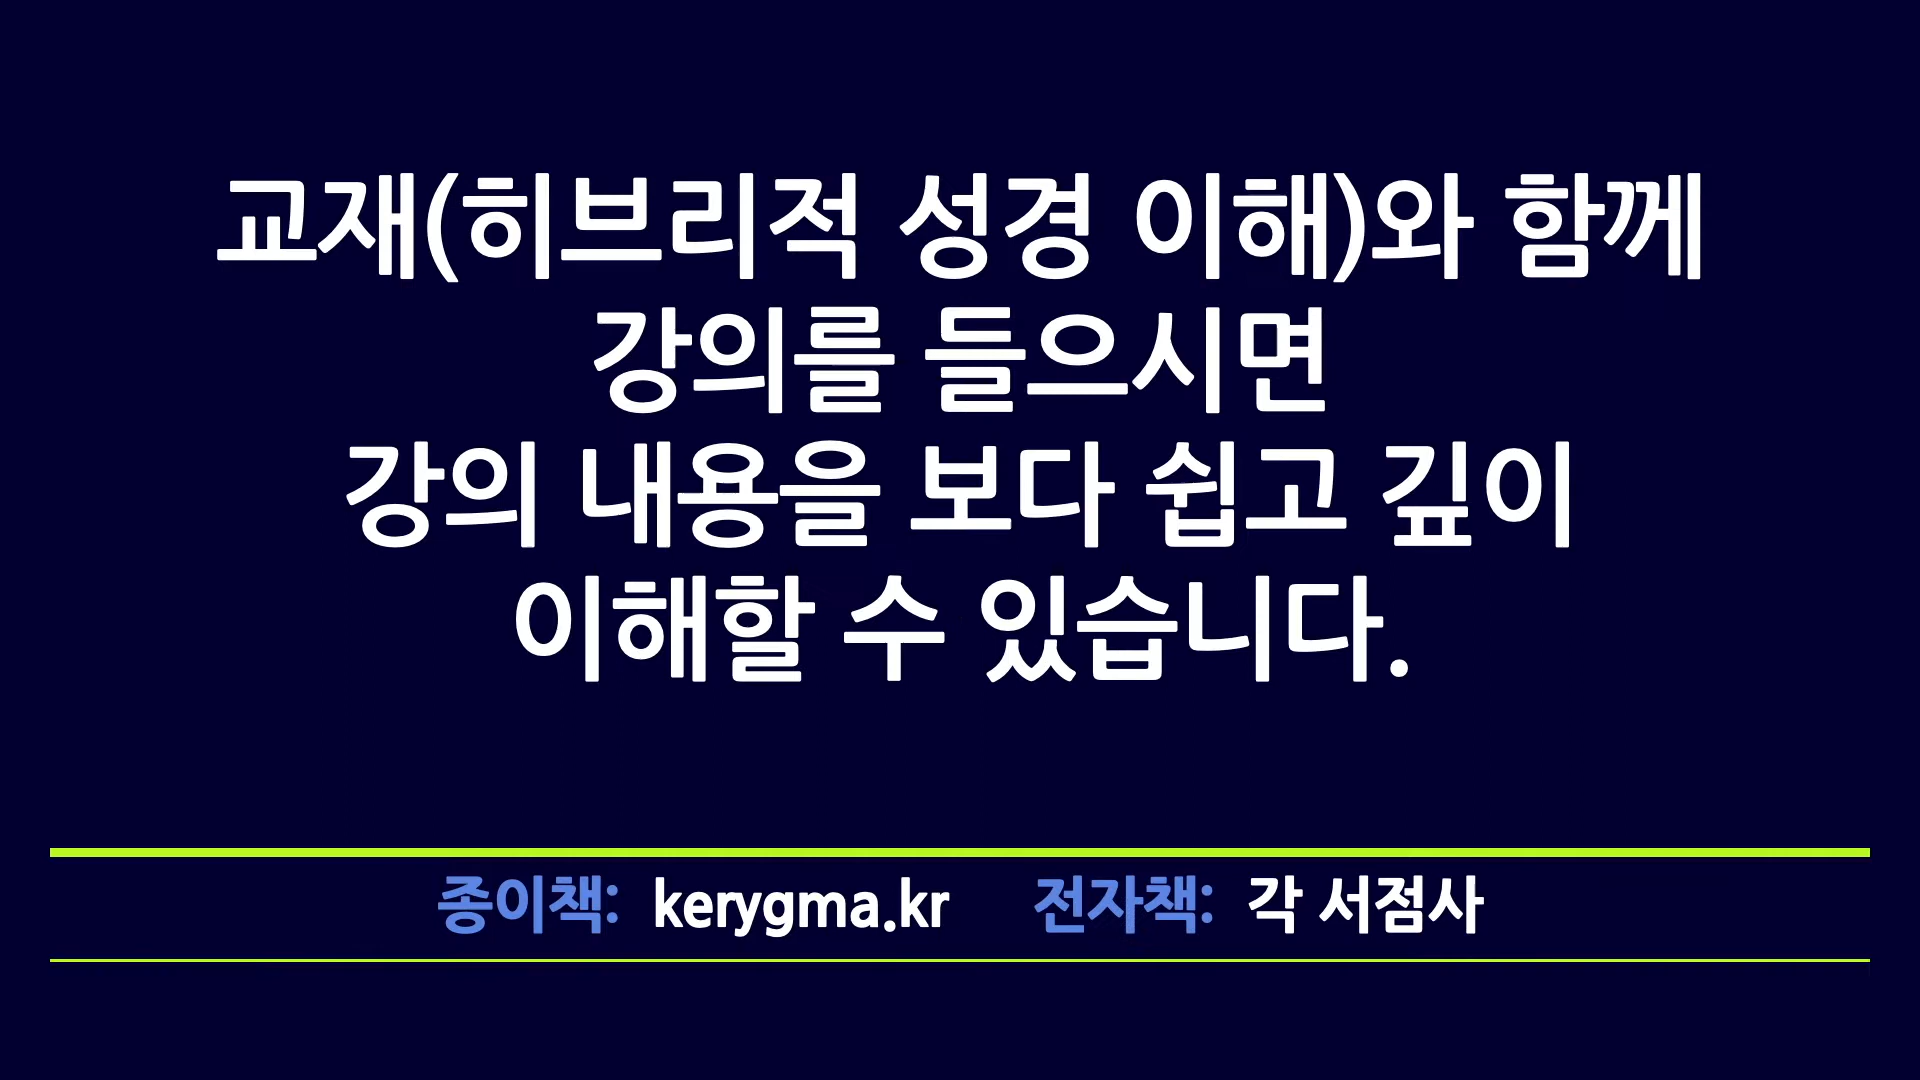 교재(히브리적 성경 이해)와 함께
강의를 들으시면
강의 내용을 보다 쉽고 깊이
이해할 수 있습니다.
종이책: kerygma.kr 전자책: 각 서점사